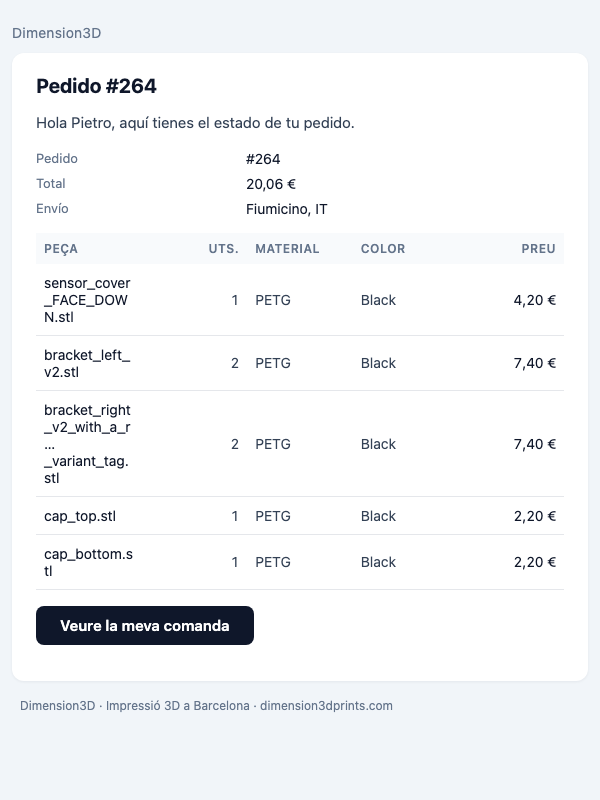 Dimension3D
Pedido #264
Hola Pietro, aquí tienes el estado de tu pedido.
Pedido #264
Total 20,06 €
Envío Fiumicino, IT
PEÇA UTS. MATERIAL COLOR PREU
sensor_cover
_FACE_DOW
N.stl
1 PETG Black 4,20 €
bracket_left_
v2.stl
2 PETG Black 7,40 €
bracket_right
_v2_with_a_r
…
_variant_tag.
stl
2 PETG Black 7,40 €
cap_top.stl 1 PETG Black 2,20 €
cap_bottom.s
tl
1 PETG Black 2,20 €
Veure la meva comanda
Dimension3D · Impressió 3D a Barcelona · dimension3dprints.com